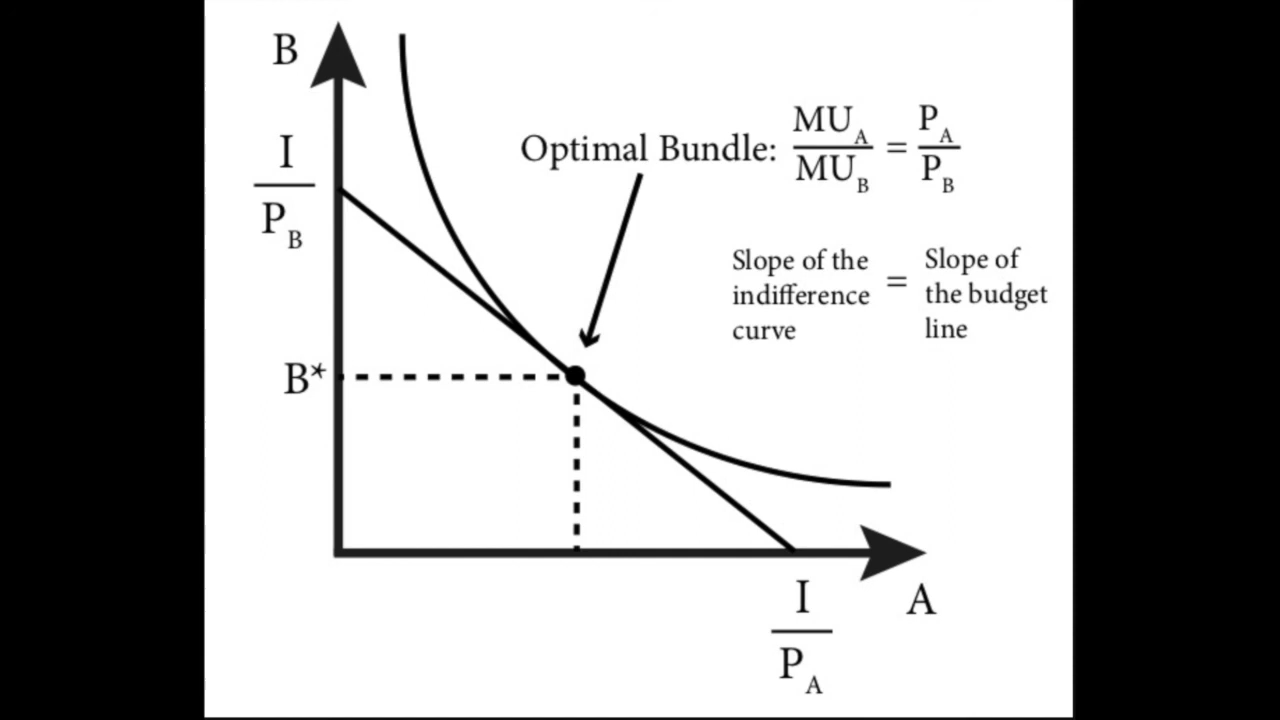 B
I
P_B
Optimal Bundle: MU_A / MU_B = P_A / P_B
Slope of the
indifference
curve
=
Slope of
the budget
line
B*
I
P_A
A